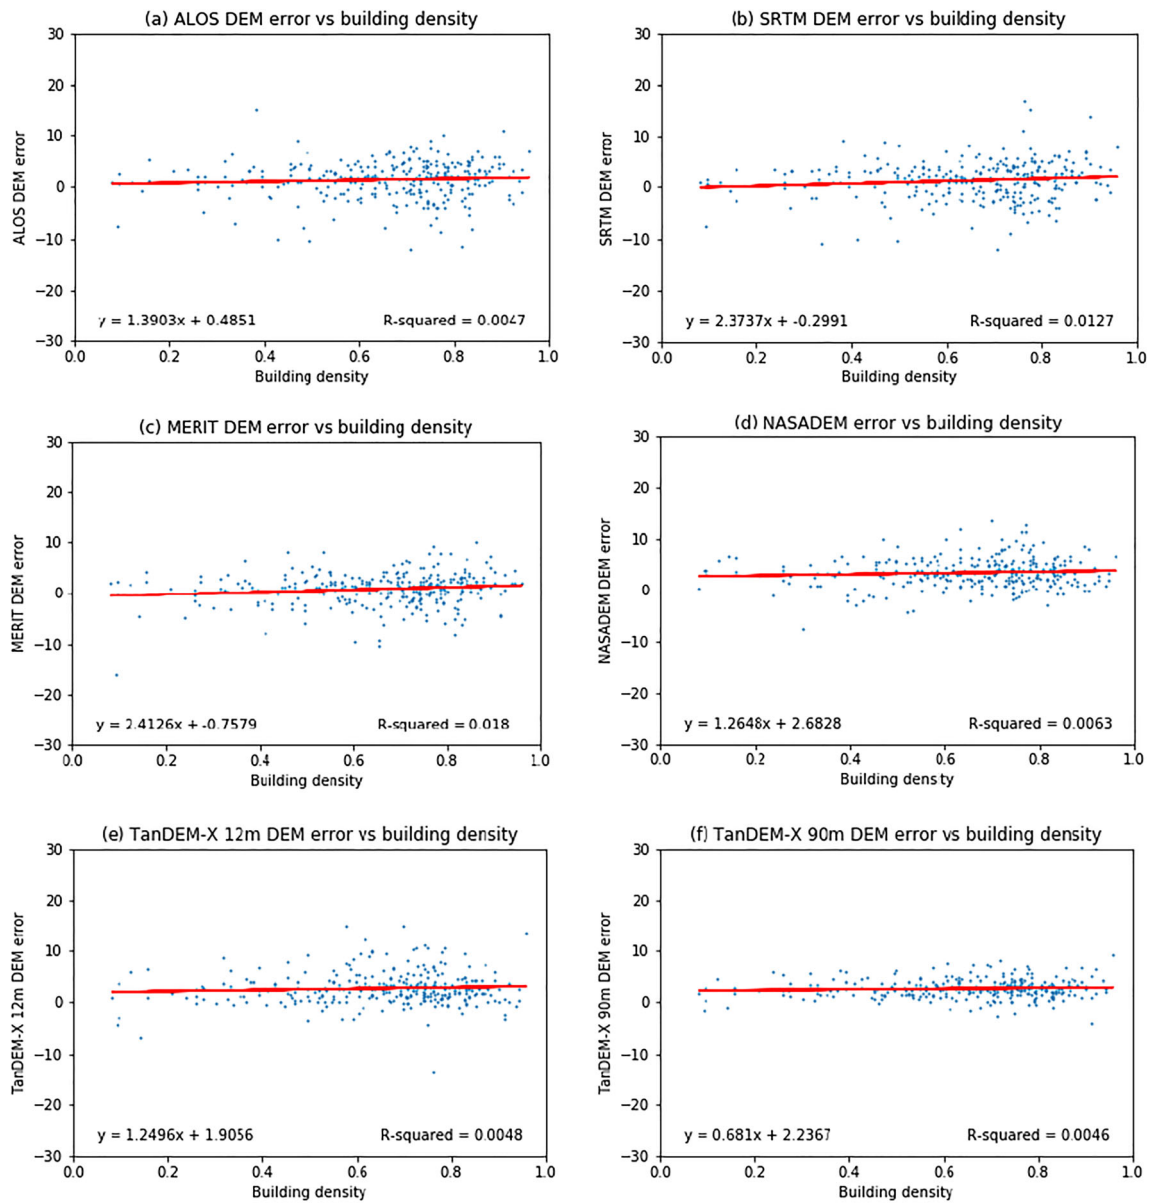 (a) ALOS DEM error vs building density
30
20
10
0
−10
−20
−30
ALOS DEM error
y = 1.3903x + 0.4851
R-squared = 0.0047
0.0 0.2 0.4 0.6 0.8 1.0
Building density
(b) SRTM DEM error vs building density
30
20
10
0
−10
−20
−30
SRTM DEM error
y = 2.3737x + -0.2991
R-squared = 0.0127
0.0 0.2 0.4 0.6 0.8 1.0
Building density
(c) MERIT DEM error vs building density
30
20
10
0
−10
−20
−30
MERIT DEM error
y = 2.4126x + -0.7579
R-squared = 0.018
0.0 0.2 0.4 0.6 0.8 1.0
Building density
(d) NASADEM error vs building density
30
20
10
0
−10
−20
−30
NASADEM DEM error
y = 1.2648x + 2.6828
R-squared = 0.0063
0.0 0.2 0.4 0.6 0.8 1.0
Building density
(e) TanDEM-X 12m DEM error vs building density
30
20
10
0
−10
−20
−30
TanDEM-X 12m DEM error
y = 1.2496x + 1.9056
R-squared = 0.0048
0.0 0.2 0.4 0.6 0.8 1.0
Building density
(f) TanDEM-X 90m DEM error vs building density
30
20
10
0
−10
−20
−30
TanDEM-X 90m DEM error
y = 0.681x + 2.2367
R-squared = 0.0046
0.0 0.2 0.4 0.6 0.8 1.0
Building density